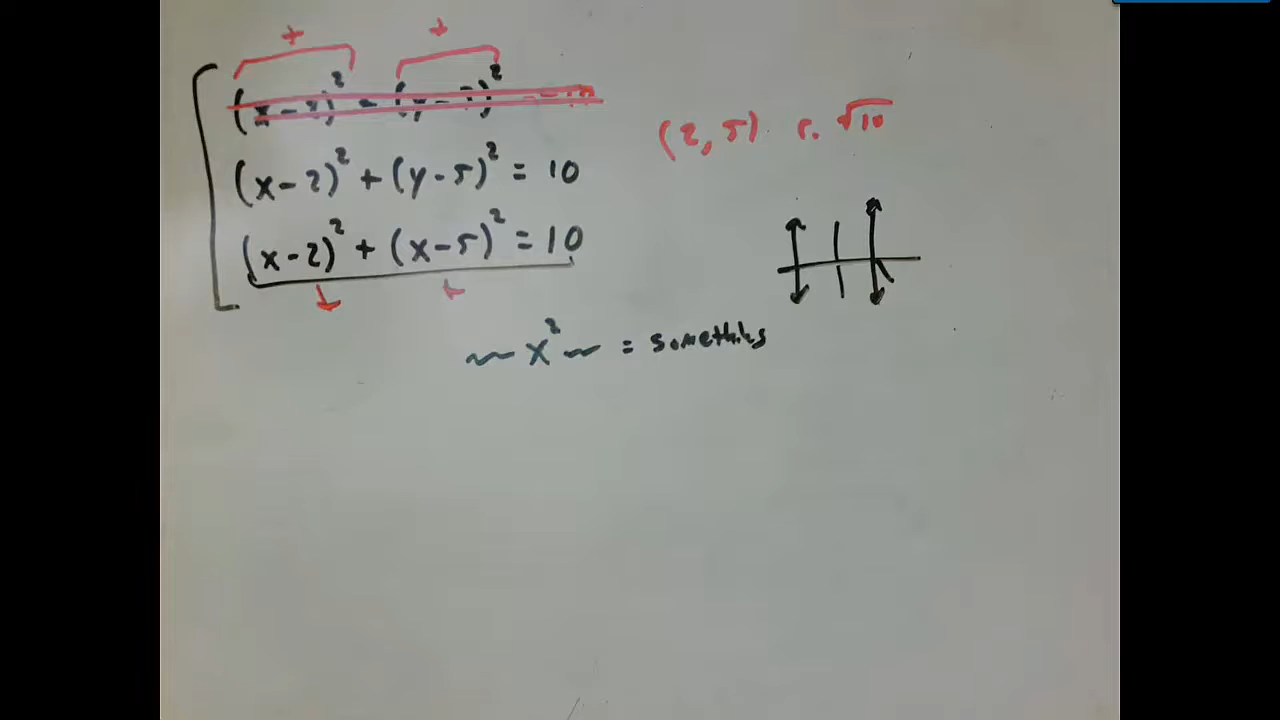 + +
(x-2)² + (y-5)² = 10
(2,5) r. √10
(x-2)² + (x-5)² = 10
x² = something